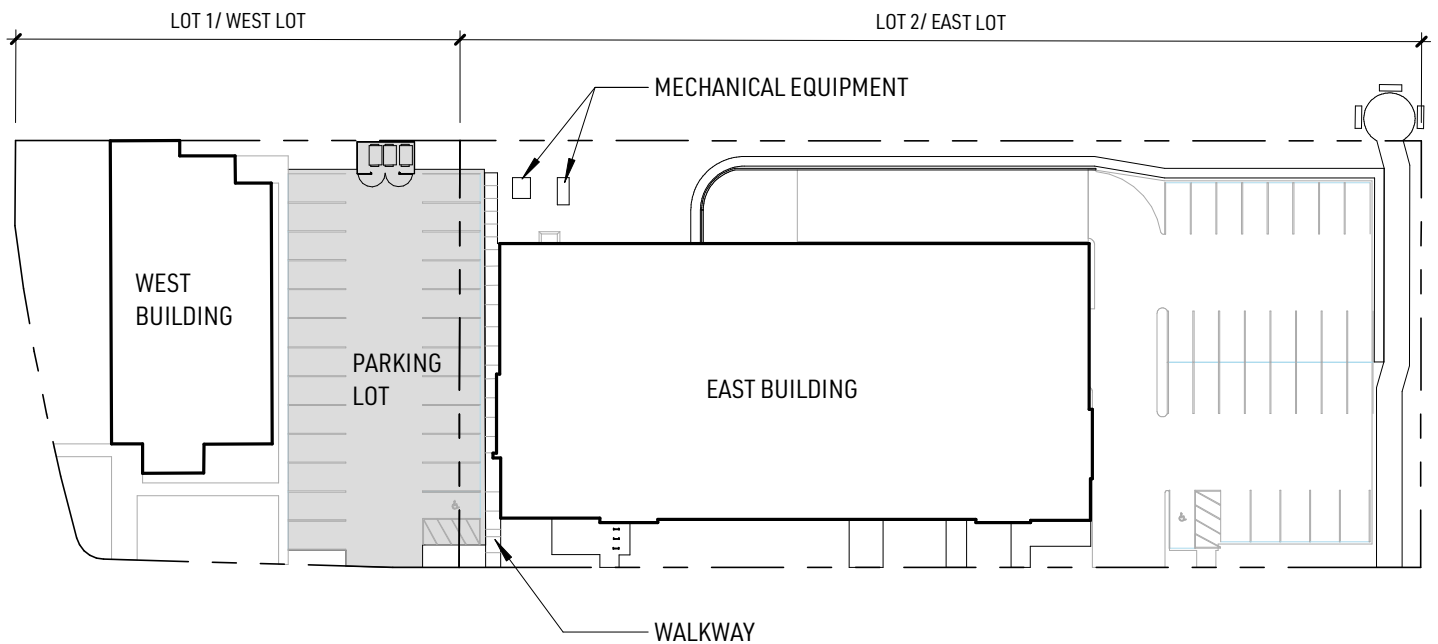 LOT 1/ WEST LOT
LOT 2/ EAST LOT
MECHANICAL EQUIPMENT
WEST
BUILDING
PARKING
LOT
EAST BUILDING
WALKWAY